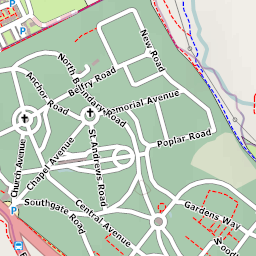 New Road
North Boundary Road
Belfry Road
Anchor Road
Memorial Avenue
St Andrews Road
Poplar Road
Church Avenue
Chapel Avenue
Southgate Road
Central Avenue
Gardens Way
P
P